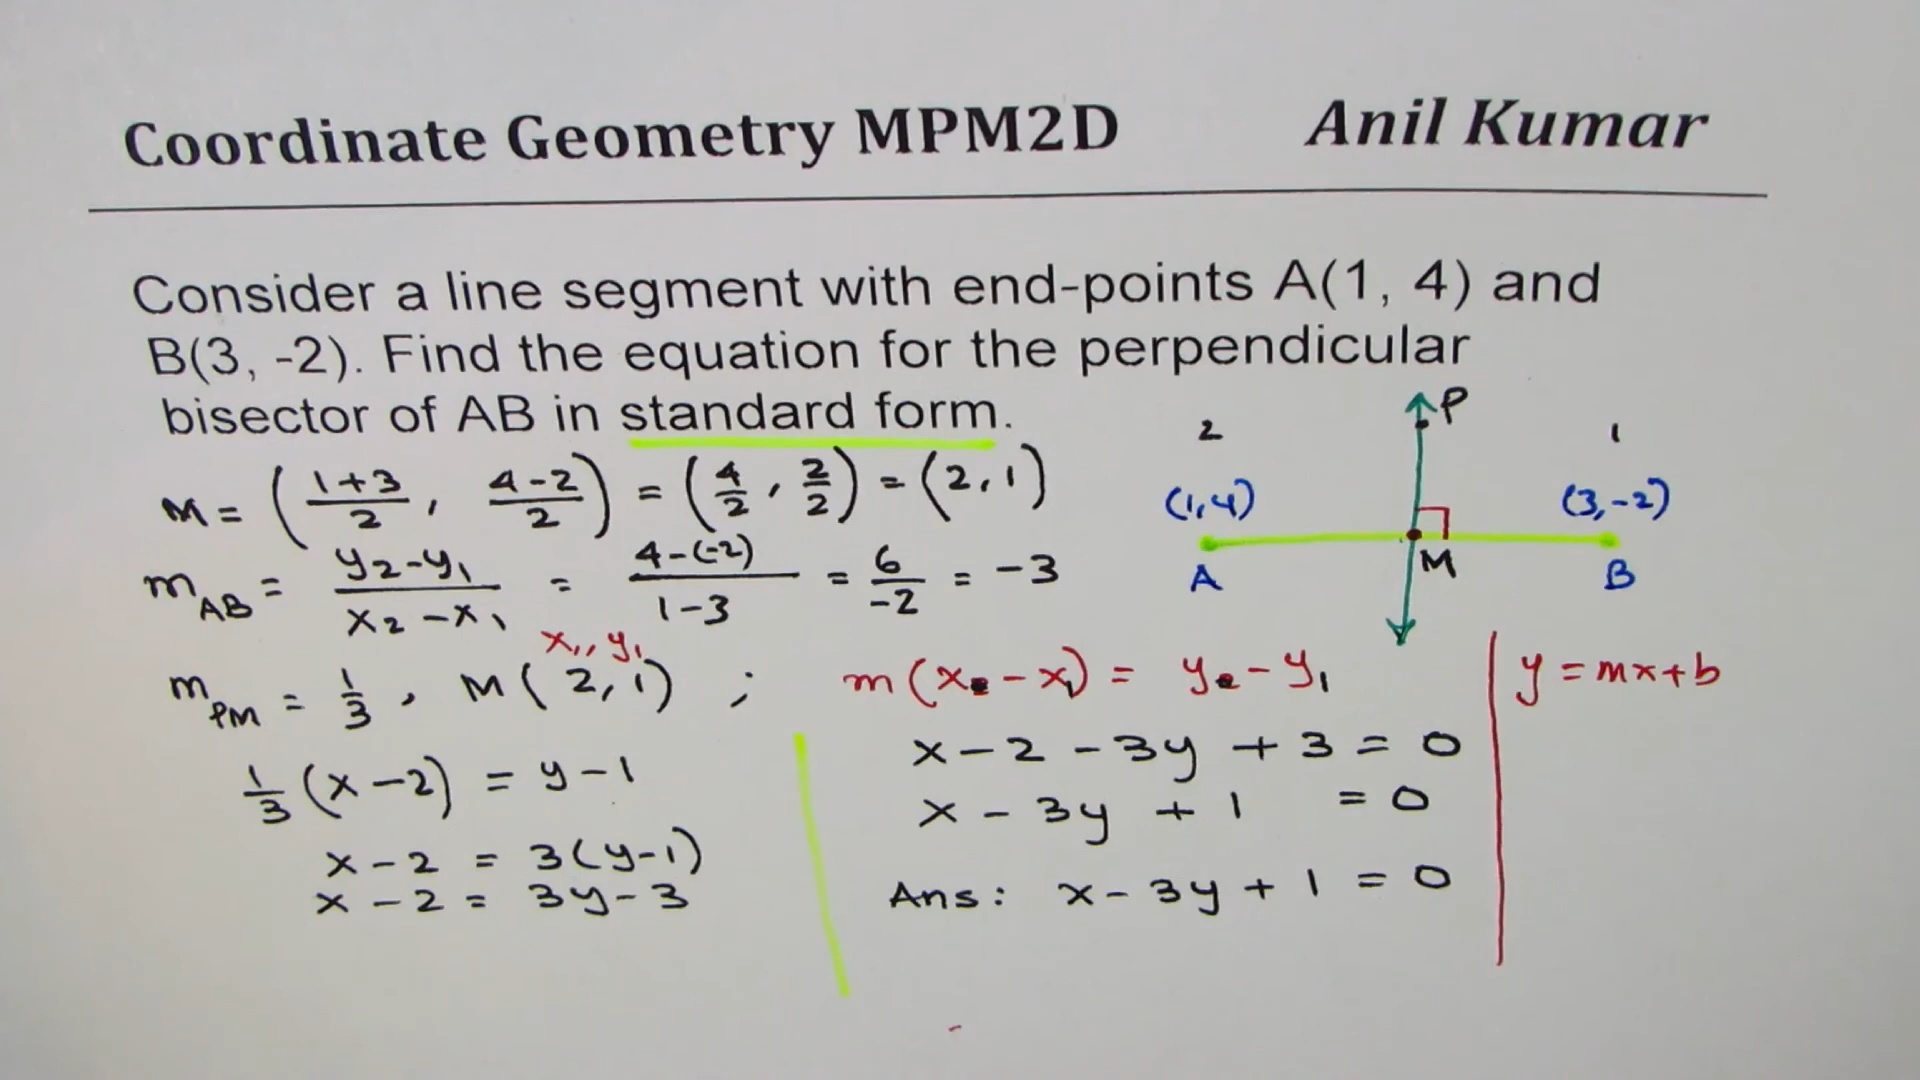 Coordinate Geometry MPM2D Anil Kumar
Consider a line segment with end-points A(1, 4) and
B(3, -2). Find the equation for the perpendicular
bisector of AB in standard form.
P
2 1
(1,4) (3,-2)
A M B
M = (1+3/2, 4-2/2) = (4/2, 2/2) = (2,1)
m_AB = y₂-y₁/x₂-x₁ = 4-(-2)/1-3 = 6/-2 = -3
x₁, y₁
m_PM = 1/3, M(2,1) ; m(x-x₁) = y-y₁
y = mx+b
1/3(x-2) = y-1
x-2 = 3(y-1)
x-2 = 3y-3
x-2-3y+3 = 0
x-3y+1 = 0
Ans: x-3y+1 = 0